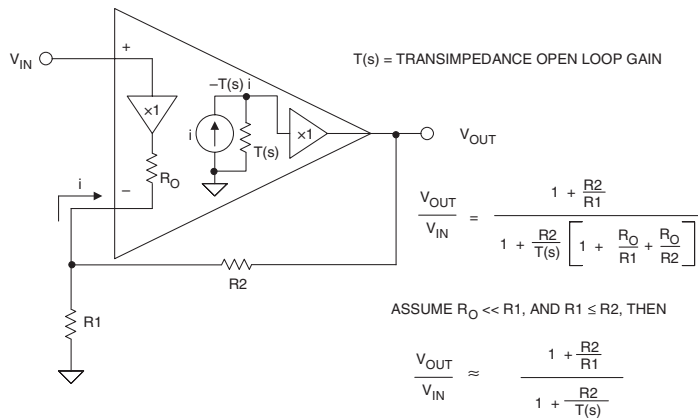 T(s) = TRANSIMPEDANCE OPEN LOOP GAIN
V_IN
+
−T(s) i
×1
i
×1
T(s)
V_OUT
R_O
i
−
R2
R1
V_OUT / V_IN = (1 + R2/R1) / (1 + R2/T(s) [1 + R_O/R1 + R_O/R2])
ASSUME R_O << R1, AND R1 ≤ R2, THEN
V_OUT / V_IN ≈ (1 + R2/R1) / (1 + R2/T(s))